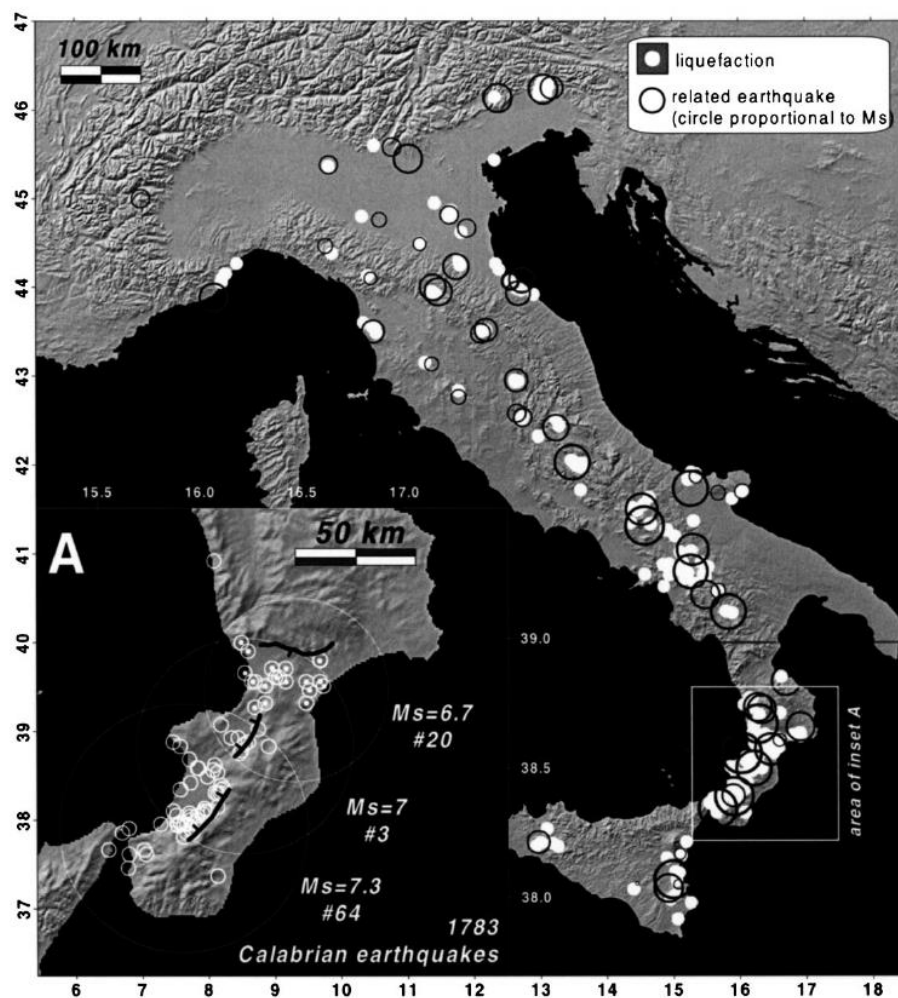 100 km
liquefaction
related earthquake
(circle proportional to Ms)
47
46
45
44
43
42
41
40
39
38
37
15.5 16.0 16.5 17.0
A
50 km
39.0
38.5
38.0
Ms=6.7
#20
Ms=7
#3
Ms=7.3
#64
1783
Calabrian earthquakes
area of inset A
6 7 8 9 10 11 12 13 14 15 16 17 18